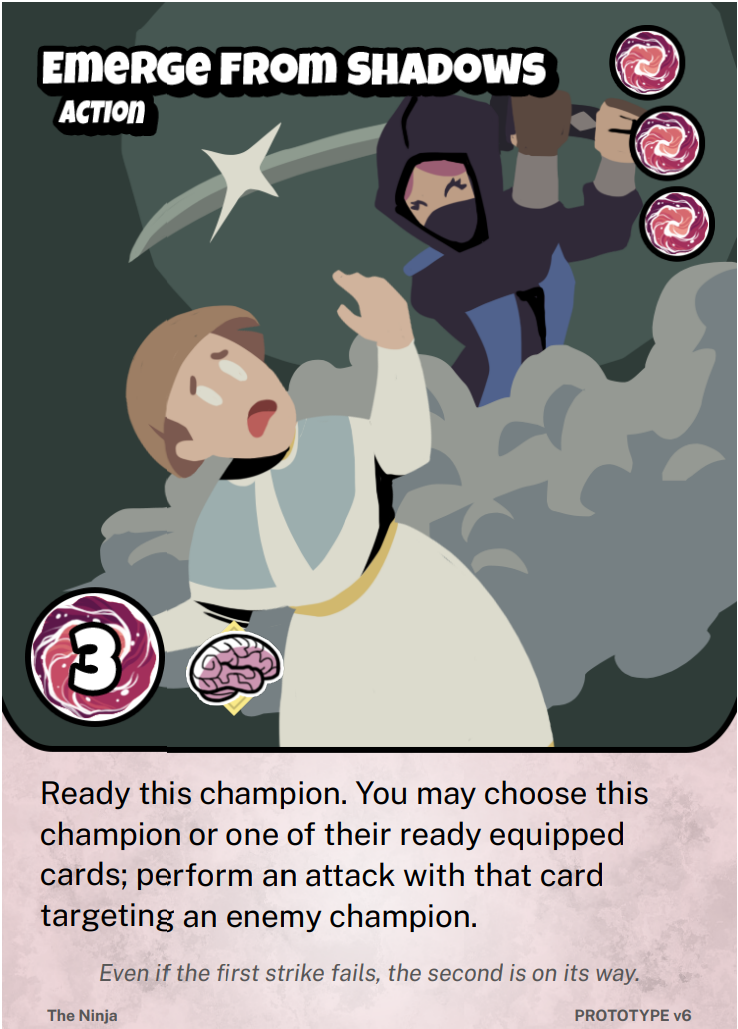 Emerge from Shadows
Action
3
Ready this champion. You may choose this
champion or one of their ready equipped
cards; perform an attack with that card
targeting an enemy champion.
Even if the first strike fails, the second is on its way.
The Ninja PROTOTYPE v6